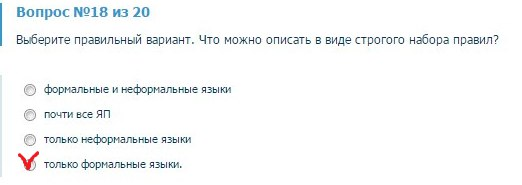 Вопрос №18 из 20
Выберите правильный вариант. Что можно описать в виде строгого набора правил?
формальные и неформальные языки
почти все ЯП
только неформальные языки
только формальные языки.